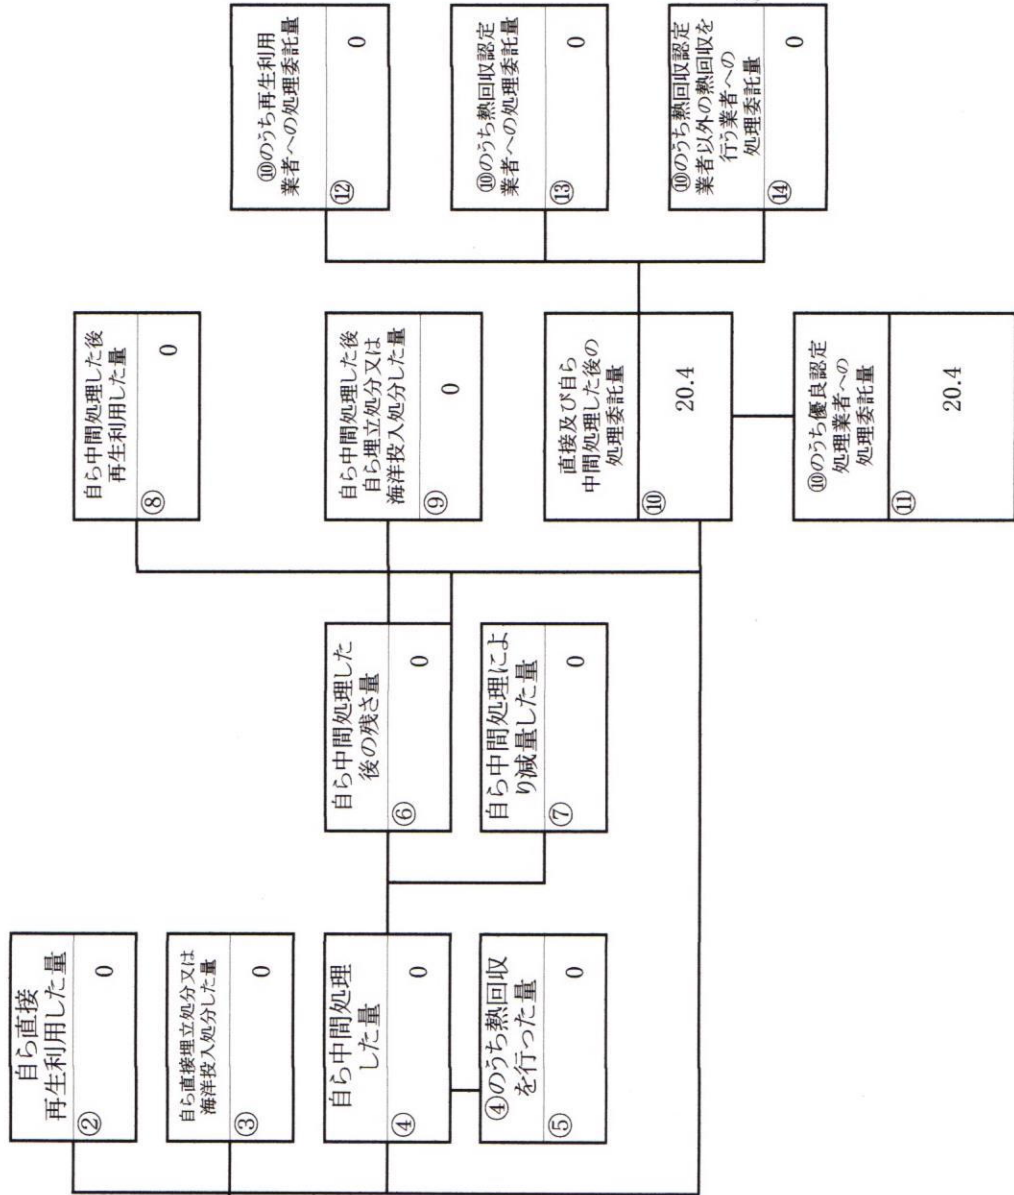 自ら直接
再生利用した量
② 0
自ら直接埋立処分又は
海洋投入処分した量
③ 0
自ら中間処理
した量
④ 0
④のうち熱回収
を行った量
⑤ 0
自ら中間処理した
後の残さ量
⑥ 0
自ら中間処理によ
り減量した量
⑦ 0
自ら中間処理した後
再生利用した量
⑧ 0
自ら中間処理した後
自ら埋立処分又は
海洋投入処分した量
⑨ 0
直接及び自ら
中間処理した後の
処理委託量
⑩ 20.4
⑩のうち優良認定
処理業者への
処理委託量
⑪ 20.4
⑩のうち再生利用
業者への処理委託量
⑫ 0
⑩のうち熱回収認定
業者への処理委託量
⑬ 0
⑩のうち熱回収認定
業者以外の熱回収を
行う業者への
処理委託量
⑭ 0